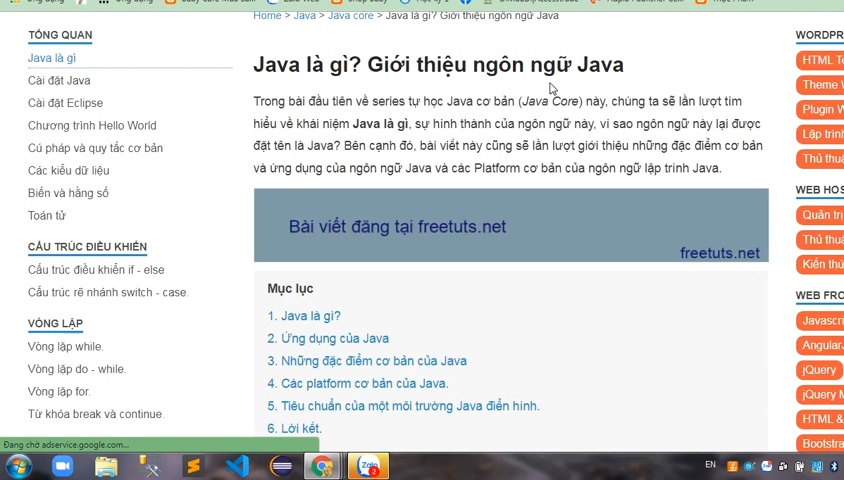 Home > Java > Java core > Java là gì? Giới thiệu ngôn ngữ Java
TỔNG QUAN
Java là gì
Cài đặt Java
Cài đặt Eclipse
Chương trình Hello World
Cú pháp và quy tắc cơ bản
Các kiểu dữ liệu
Biến và hằng số
Toán tử
CẤU TRÚC ĐIỀU KHIỂN
Cấu trúc điều khiển if - else
Cấu trúc rẽ nhánh switch - case.
VÒNG LẶP
Vòng lặp while.
Vòng lặp do - while.
Vòng lặp for.
Từ khóa break và continue.
Java là gì? Giới thiệu ngôn ngữ Java
Trong bài đầu tiên về series tự học Java cơ bản (Java Core) này, chúng ta sẽ lần lượt tìm
hiểu về khái niệm Java là gì, sự hình thành của ngôn ngữ này, vì sao ngôn ngữ này lại được
đặt tên là Java? Bên cạnh đó, bài viết này cũng sẽ lần lượt giới thiệu những đặc điểm cơ bản
và ứng dụng của ngôn ngữ Java và các Platform cơ bản của ngôn ngữ lập trình Java.
Bài viết đăng tại freetuts.net
freetuts.net
Mục lục
1. Java là gì?
2. Ứng dụng của Java
3. Những đặc điểm cơ bản của Java
4. Các platform cơ bản của Java.
5. Tiêu chuẩn của một môi trường Java điển hình.
6. Lời kết.
WORDPR
HTML T
Theme W
Plugin W
Lập trình
Thủ thuậ
WEB HOS
Quản trị
Thủ thuậ
Kiến thứ
WEB FRO
Javascri
Angular
jQuery
jQuery M
HTML &
Bootstra
Đang chờ adservice.google.com...
Zalo
2
EN